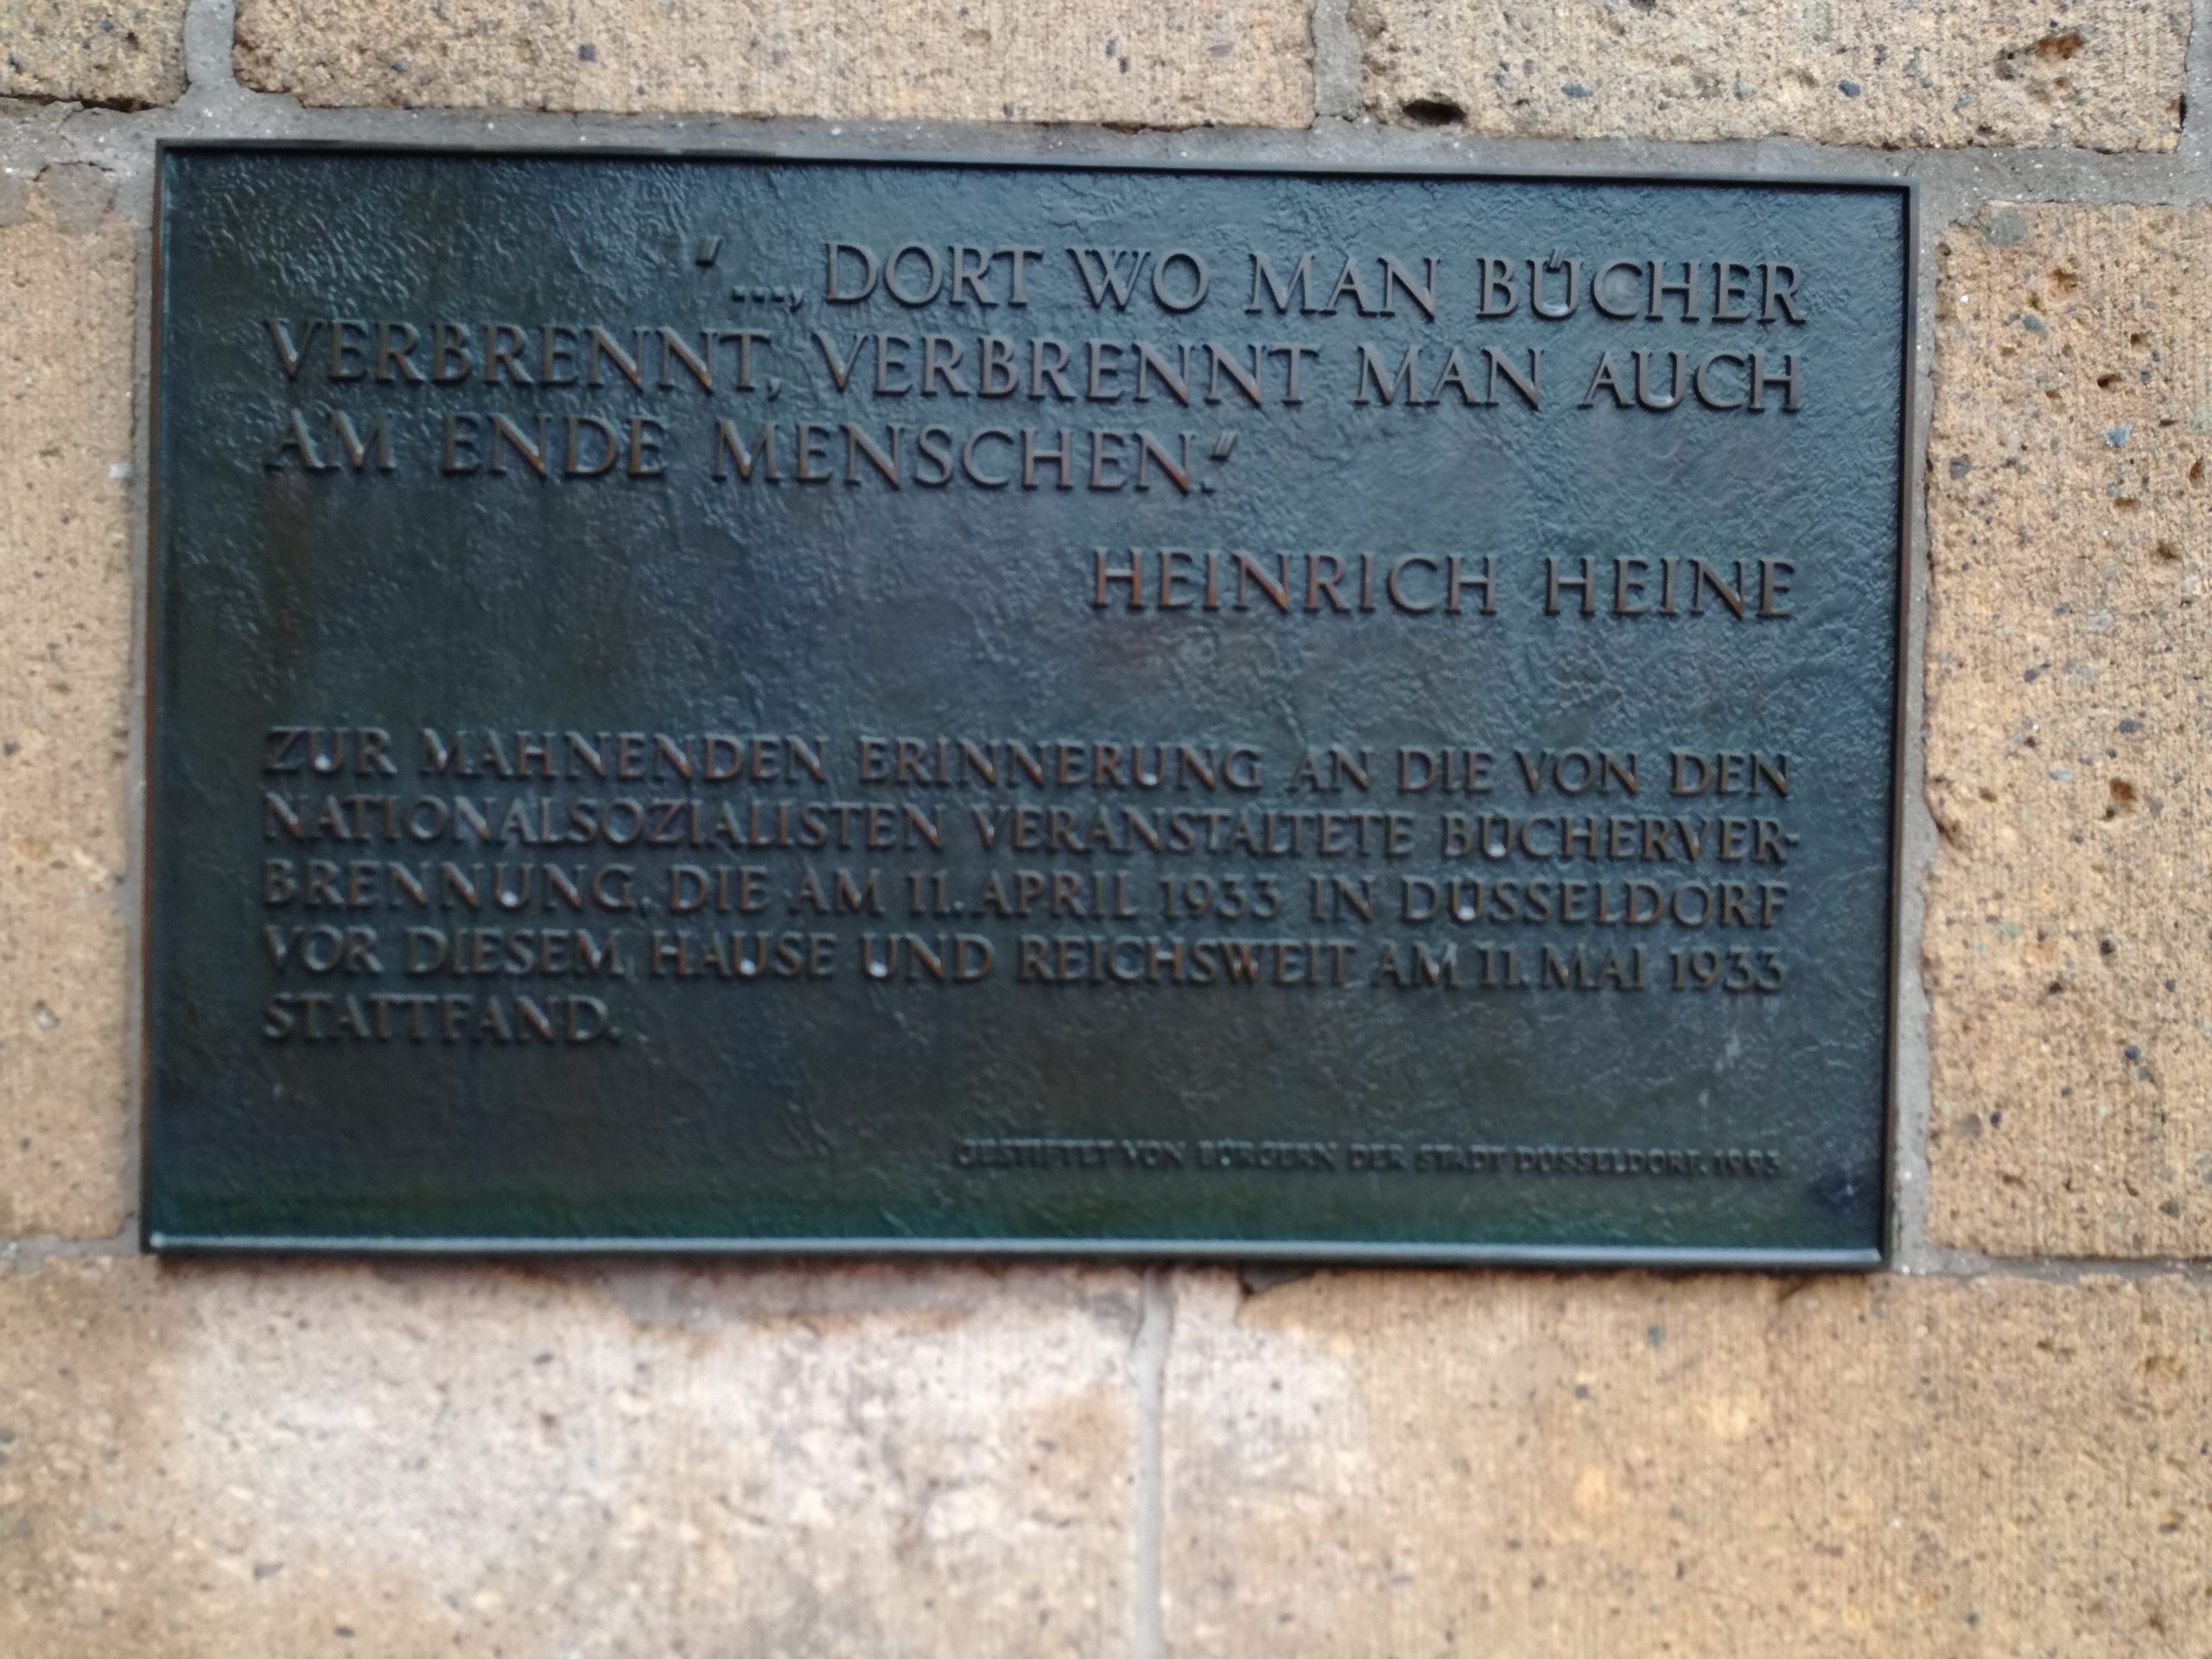 "..., DORT WO MAN BÜCHER
VERBRENNT, VERBRENNT MAN AUCH
AM ENDE MENSCHEN."
HEINRICH HEINE
ZUR MAHNENDEN ERINNERUNG AN DIE VON DEN
NATIONALSOZIALISTEN VERANSTALTETE BÜCHERVER-
BRENNUNG, DIE AM 11. APRIL 1933 IN DÜSSELDORF
VOR DIESEM HAUSE UND REICHSWEIT AM 11. MAI 1933
STATTFAND.
GESTIFTET VON BÜRGERN DER STADT DÜSSELDORF.